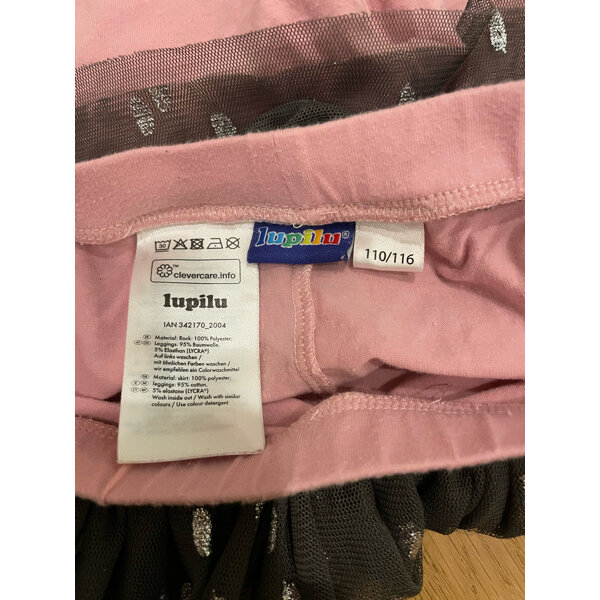 lupilu®
110/116
30
™
clevercare.info
lupilu
IAN 342170_2004
Material: Rock: 100% Polyester;
Leggings: 95% Baumwolle,
5% Elasthan (LYCRA®)
Auf links waschen /
mit ähnlichen Farben waschen /
wir empfehlen ein Colorwaschmittel
Material: skirt: 100% polyester;
leggings: 95% cotton,
5% elastane (LYCRA®)
Wash inside out / Wash with similar
colours / Use colour detergent